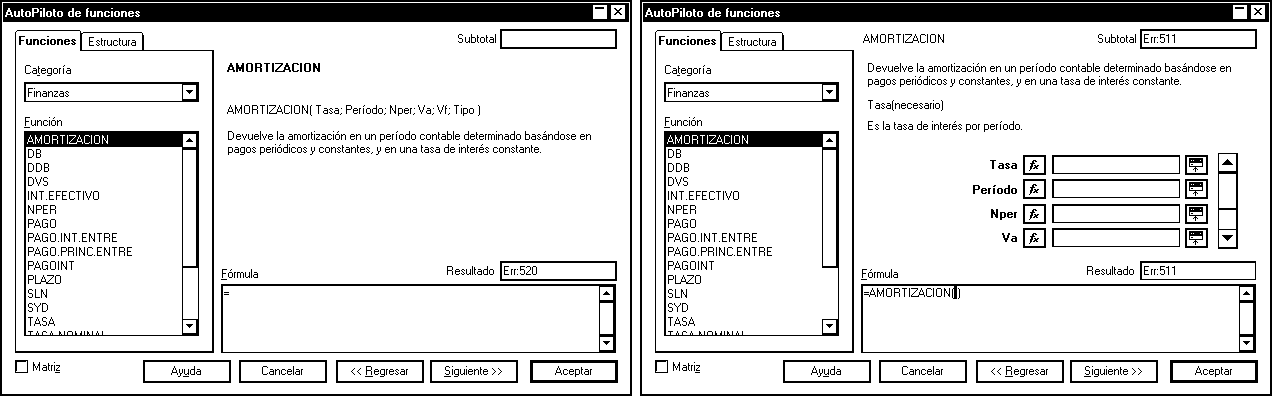 AutoPiloto de funciones
Funciones Estructura
Subtotal
Categoría
Finanzas
AMORTIZACION
AMORTIZACION( Tasa; Período; Nper; Va; Vf; Tipo )
Función
AMORTIZACION
DB
DDB
DVS
INT.EFECTIVO
NPER
PAGO
PAGO.INT.ENTRE
PAGO.PRINC.ENTRE
PAGOINT
PLAZO
SLN
SYD
TASA
TASA.NOMINAL
Devuelve la amortización en un período contable determinado basándose en
pagos periódicos y constantes, y en una tasa de interés constante.
Fórmula
Resultado Err:520
=
Matriz
Ayuda
Cancelar
<< Regresar
Siguiente >>
Aceptar
AutoPiloto de funciones
Funciones Estructura
AMORTIZACION
Subtotal Err:511
Categoría
Finanzas
Función
AMORTIZACION
DB
DDB
DVS
INT.EFECTIVO
NPER
PAGO
PAGO.INT.ENTRE
PAGO.PRINC.ENTRE
PAGOINT
PLAZO
SLN
SYD
TASA
TASA.NOMINAL
Devuelve la amortización en un período contable determinado basándose en
pagos periódicos y constantes, y en una tasa de interés constante.
Tasa(necesario)
Es la tasa de interés por período.
Tasa fx
Período fx
Nper fx
Va fx
Fórmula
Resultado Err:511
=AMORTIZACION()
Matriz
Ayuda
Cancelar
<< Regresar
Siguiente >>
Aceptar